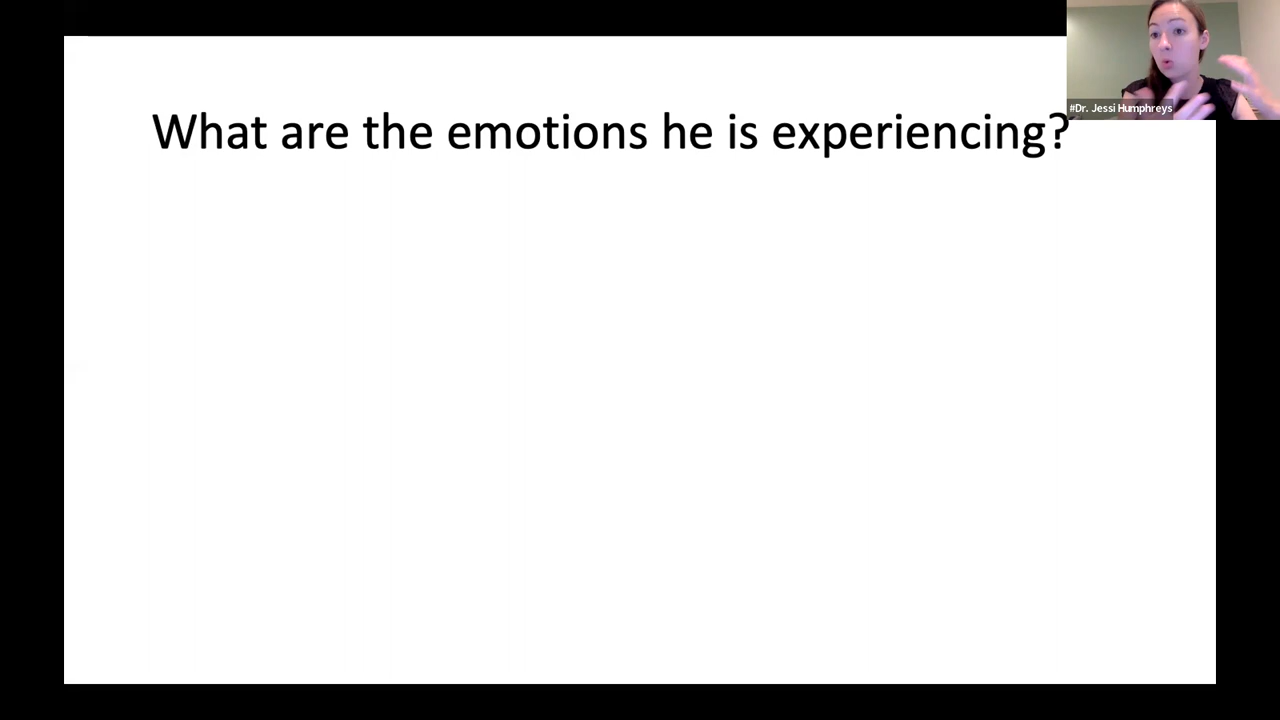 What are the emotions he is experiencing?
#Dr. Jessi Humphreys